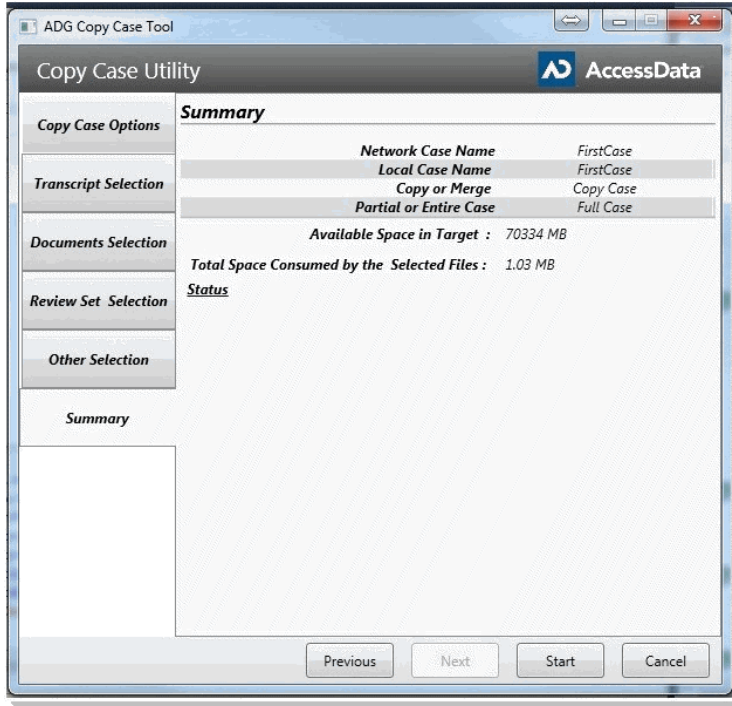 ADG Copy Case Tool
Copy Case Utility
AccessData
Copy Case Options
Transcript Selection
Documents Selection
Review Set Selection
Other Selection
Summary
Summary
Network Case Name FirstCase
Local Case Name FirstCase
Copy or Merge Copy Case
Partial or Entire Case Full Case
Available Space in Target : 70334 MB
Total Space Consumed by the Selected Files : 1.03 MB
Status
Previous Next Start Cancel